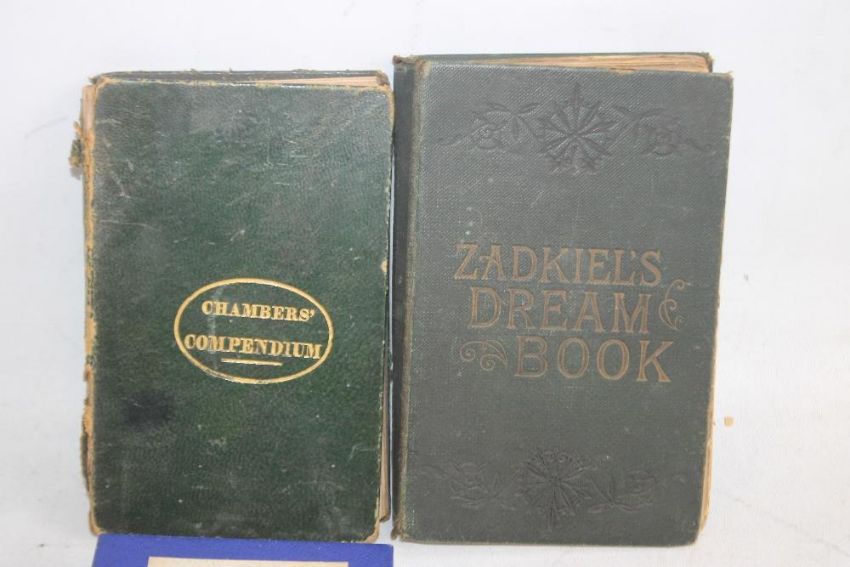 CHAMBERS'
COMPENDIUM
ZADKIEL'S
DREAM
BOOK